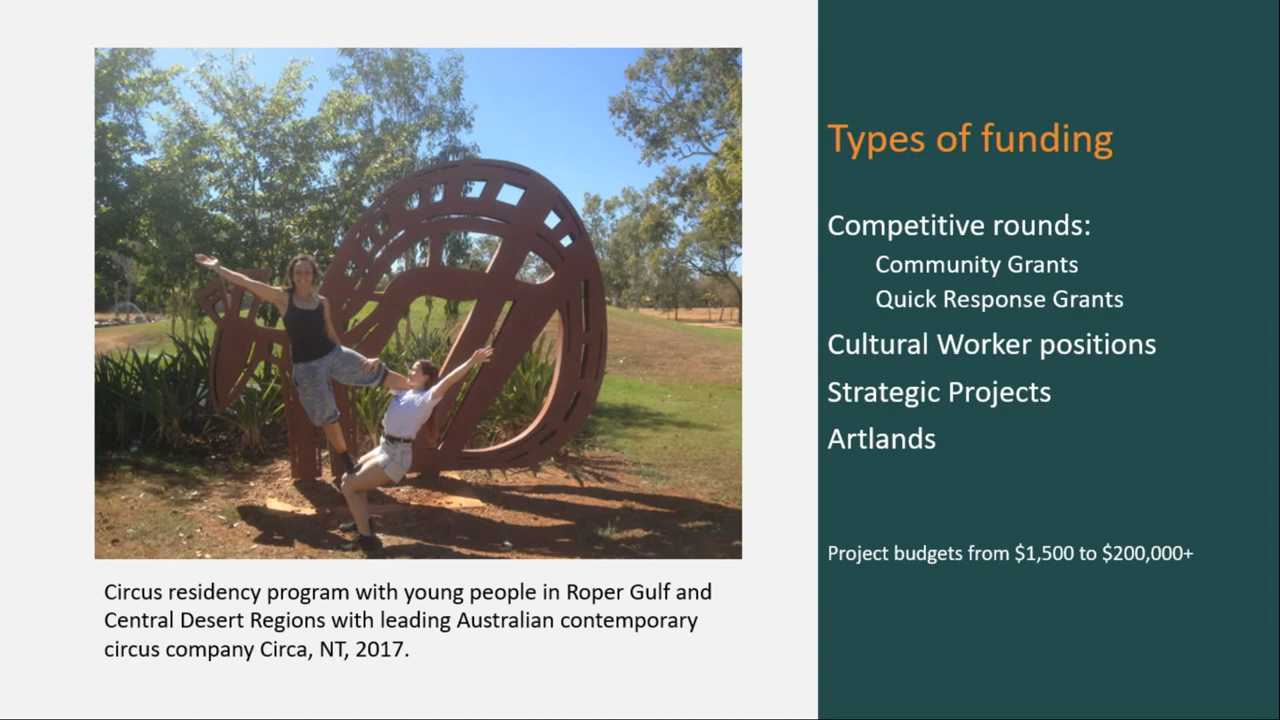 Types of funding
Competitive rounds:
Community Grants
Quick Response Grants
Cultural Worker positions
Strategic Projects
Artlands
Project budgets from $1,500 to $200,000+
Circus residency program with young people in Roper Gulf and
Central Desert Regions with leading Australian contemporary
circus company Circa, NT, 2017.